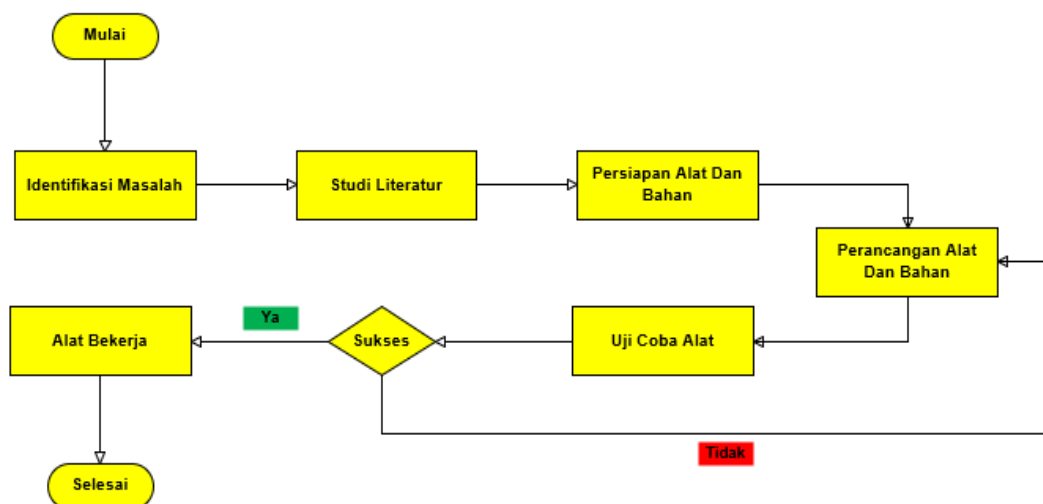 Mulai
Identifikasi Masalah
Studi Literatur
Persiapan Alat Dan
Bahan
Perancangan Alat
Dan Bahan
Uji Coba Alat
Sukses
Ya
Alat Bekerja
Tidak
Selesai